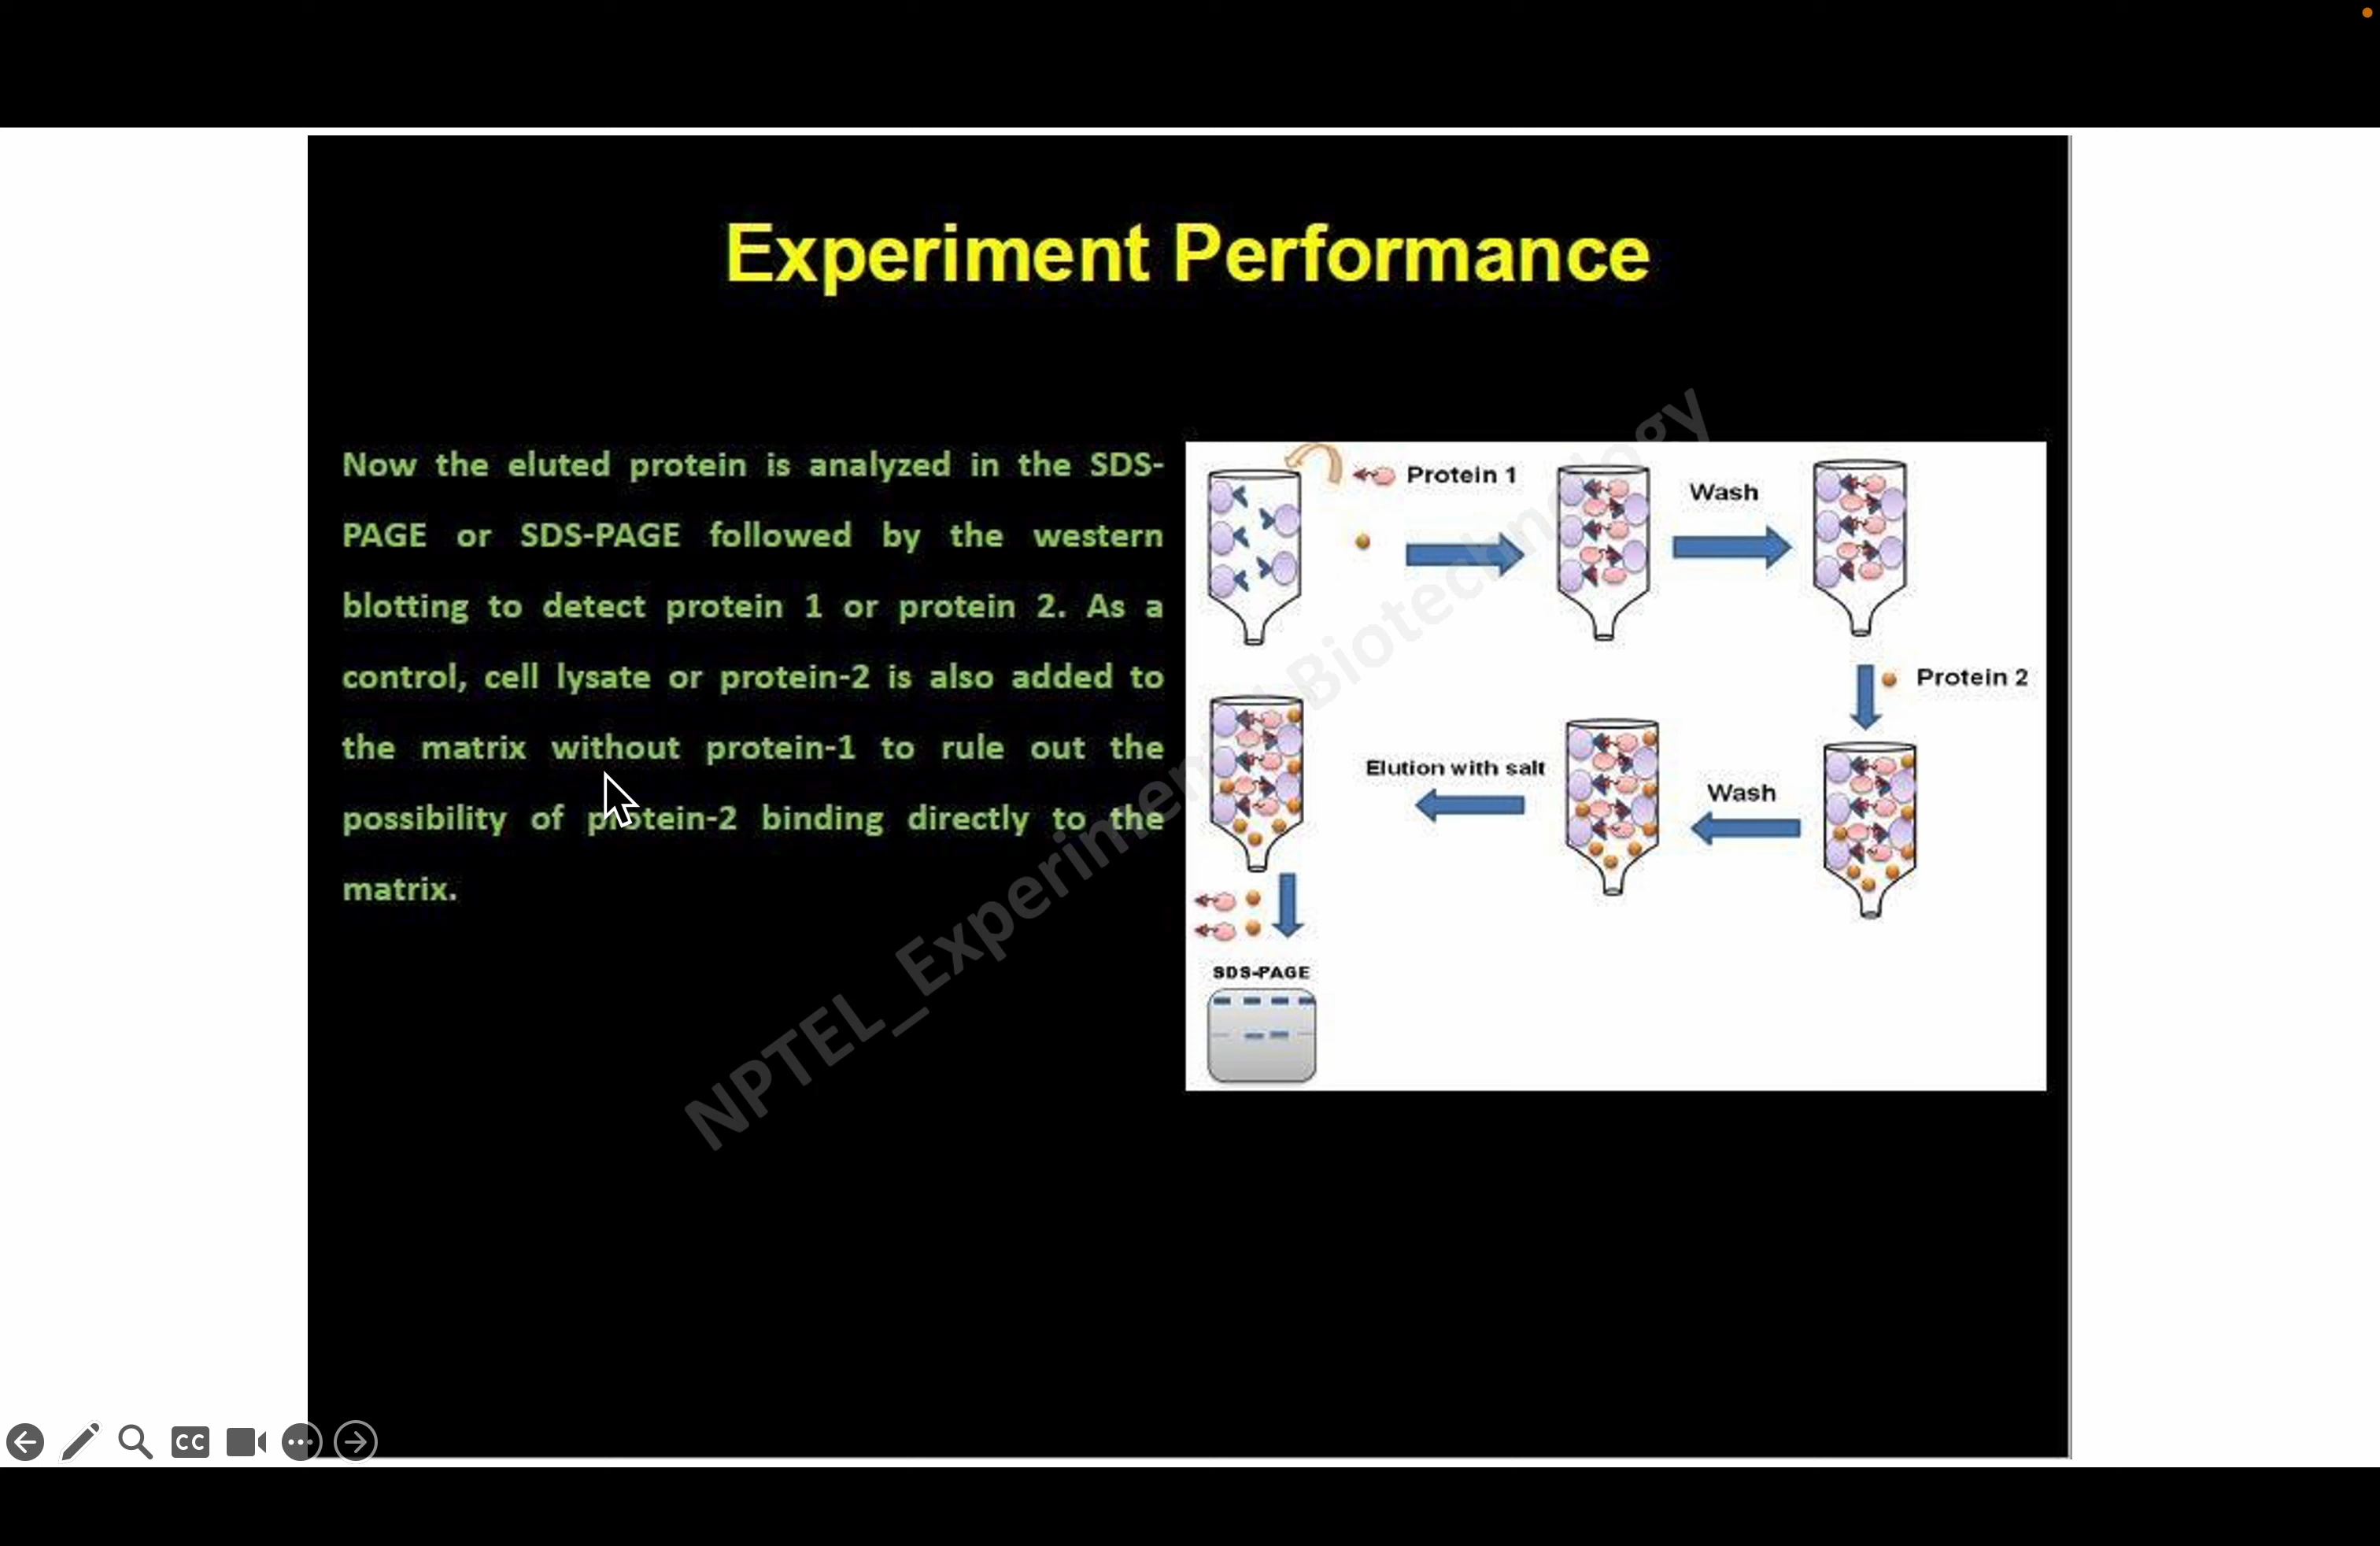 Experiment Performance
Now the eluted protein is analyzed in the SDS-
PAGE or SDS-PAGE followed by the western
blotting to detect protein 1 or protein 2. As a
control, cell lysate or protein-2 is also added to
the matrix without protein-1 to rule out the
possibility of protein-2 binding directly to the
matrix.
Protein 1
Wash
Protein 2
Elution with salt
Wash
SDS-PAGE
NPTEL_Experimental Biotechnology
CC